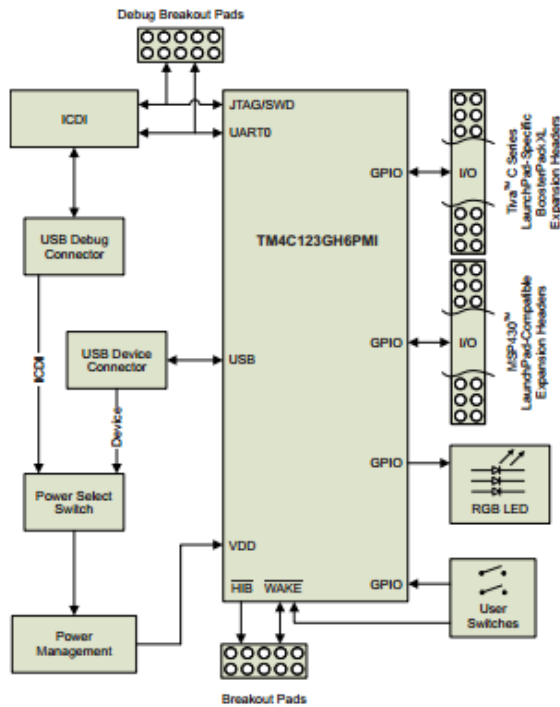 Debug Breakout Pads
ICDI
JTAG/SWD
UART0
GPIO
I/O
Tiva™ C Series
LaunchPad-Specific
BoosterPack XL
Expansion Headers
TM4C123GH6PMI
USB Debug
Connector
GPIO
I/O
MSP430™
LaunchPad-Compatible
Expansion Headers
USB Device
Connector
USB
ICDI
Device
GPIO
RGB LED
Power Select
Switch
VDD
HIB
WAKE
GPIO
User
Switches
Power
Management
Breakout Pads